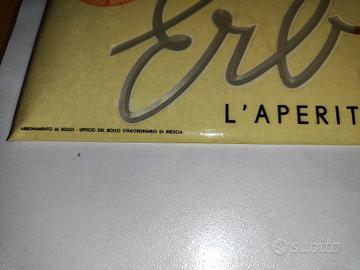 Erb
L'APERIT
ABBONAMENTO AL BOLLO - UFFICIO DEL BOLLO STRAORDINARIO DI BRESCIA
subito